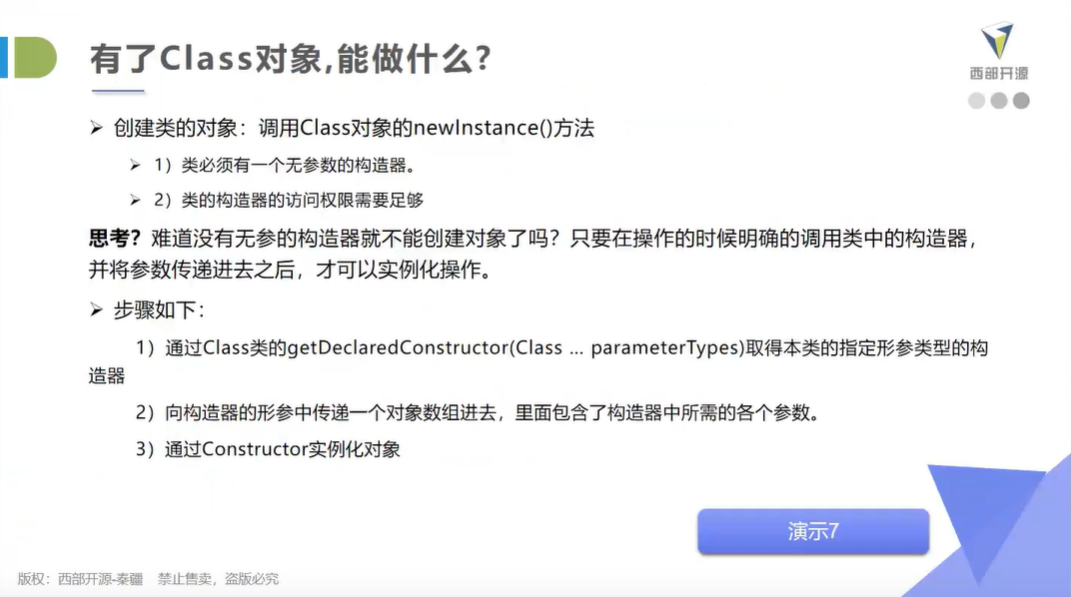 有了Class对象,能做什么?
西部开源
➢ 创建类的对象：调用Class对象的newInstance()方法
➢ 1）类必须有一个无参数的构造器。
➢ 2）类的构造器的访问权限需要足够
思考？难道没有无参的构造器就不能创建对象了吗？只要在操作的时候明确的调用类中的构造器，
并将参数传递进去之后，才可以实例化操作。
➢ 步骤如下：
1）通过Class类的getDeclaredConstructor(Class … parameterTypes)取得本类的指定形参类型的构
造器
2）向构造器的形参中传递一个对象数组进去，里面包含了构造器中所需的各个参数。
3）通过Constructor实例化对象
演示7
版权：西部开源-秦疆 禁止售卖，盗版必究